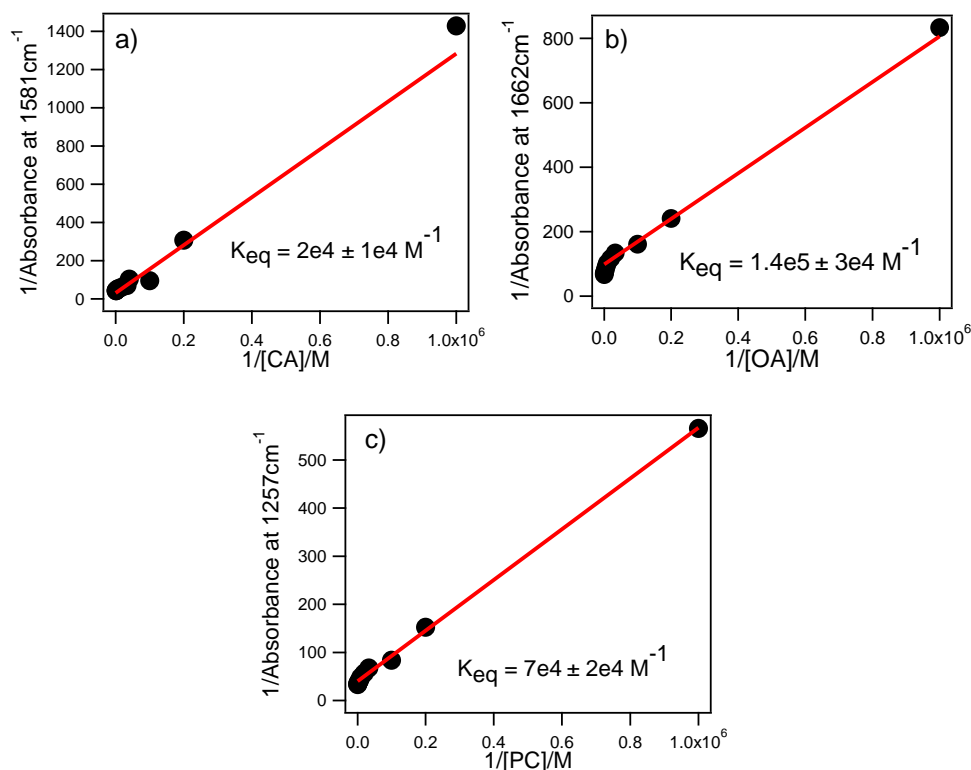 a)
1/Absorbance at 1581cm⁻¹
1400
1200
1000
800
600
400
200
0
Keq = 2e4 ± 1e4 M⁻¹
0.0 0.2 0.4 0.6 0.8 1.0x10⁶
1/[CA]/M
b)
1/Absorbance at 1662cm⁻¹
800
600
400
200
0
Keq = 1.4e5 ± 3e4 M⁻¹
0.0 0.2 0.4 0.6 0.8 1.0x10⁶
1/[OA]/M
c)
1/Absorbance at 1257cm⁻¹
500
400
300
200
100
0
Keq = 7e4 ± 2e4 M⁻¹
0.0 0.2 0.4 0.6 0.8 1.0x10⁶
1/[PC]/M